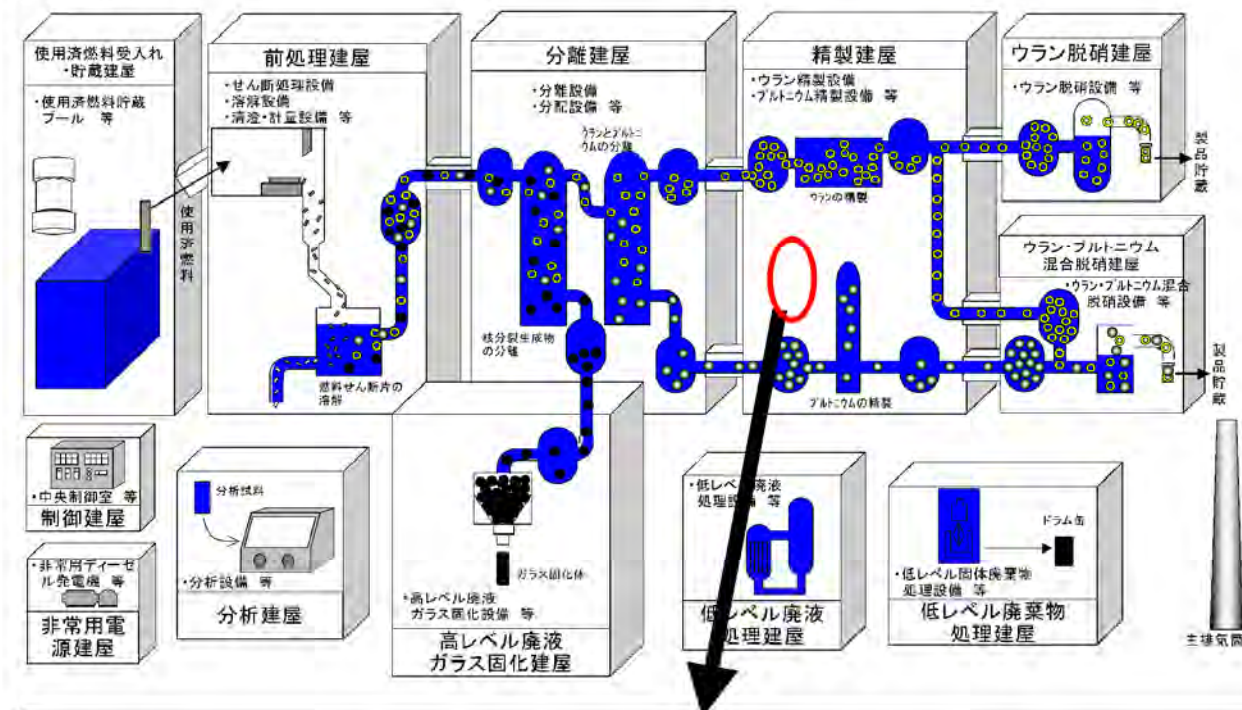 使用済燃料受入れ
・貯蔵建屋
・使用済燃料貯蔵
プール 等
使用済燃料
前処理建屋
・せん断処理設備
・溶解設備
・清澄・計量設備 等
燃料せん断片の
溶解
分離建屋
・分離設備
・分配設備 等
ウランとプルトニ
ウムの分離
核分裂生成物
の分離
精製建屋
・ウラン精製設備
・プルトニウム精製設備 等
ウランの精製
プルトニウムの精製
ウラン脱硝建屋
・ウラン脱硝設備 等
製品貯蔵
ウラン・プルトニウム
混合脱硝建屋
・ウラン・プルトニウム混合
脱硝設備 等
製品貯蔵
・中央制御室 等
制御建屋
・非常用ディーゼ
ル発電機 等
非常用電
源建屋
分析試料
・分析設備 等
分析建屋
ガラス固化体
・高レベル廃液
ガラス固化設備 等
高レベル廃液
ガラス固化建屋
・低レベル廃液
処理設備 等
低レベル廃液
処理建屋
ドラム缶
・低レベル固体廃棄物
処理設備 等
低レベル廃棄物
処理建屋
主排気筒